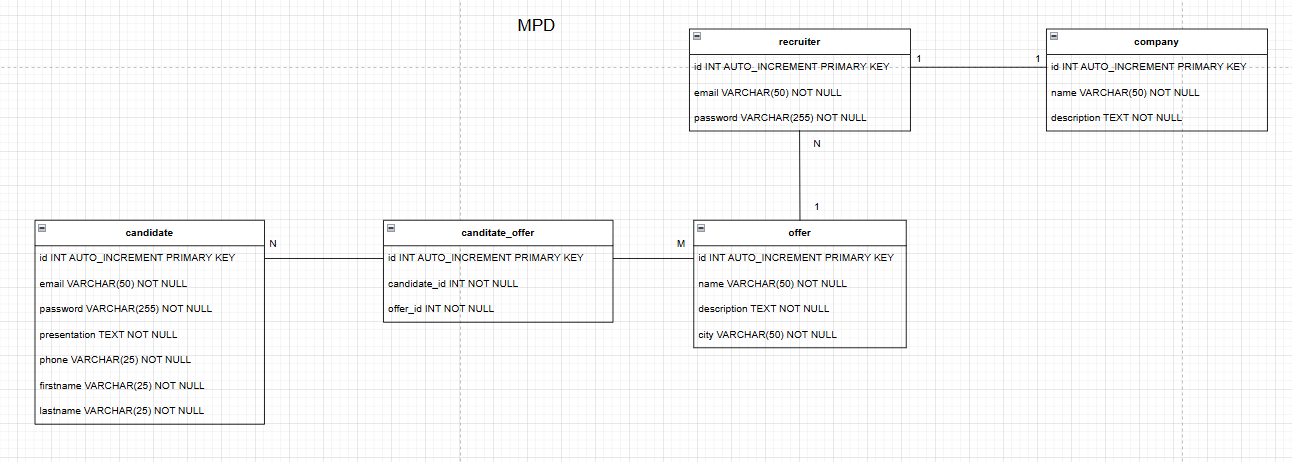 MPD
recruiter
id INT AUTO_INCREMENT PRIMARY KEY
email VARCHAR(50) NOT NULL
password VARCHAR(255) NOT NULL
1
1
company
id INT AUTO_INCREMENT PRIMARY KEY
name VARCHAR(50) NOT NULL
description TEXT NOT NULL
N
1
candidate
id INT AUTO_INCREMENT PRIMARY KEY
email VARCHAR(50) NOT NULL
password VARCHAR(255) NOT NULL
presentation TEXT NOT NULL
phone VARCHAR(25) NOT NULL
firstname VARCHAR(25) NOT NULL
lastname VARCHAR(25) NOT NULL
N
canditate_offer
id INT AUTO_INCREMENT PRIMARY KEY
candidate_id INT NOT NULL
offer_id INT NOT NULL
M
offer
id INT AUTO_INCREMENT PRIMARY KEY
name VARCHAR(50) NOT NULL
description TEXT NOT NULL
city VARCHAR(50) NOT NULL